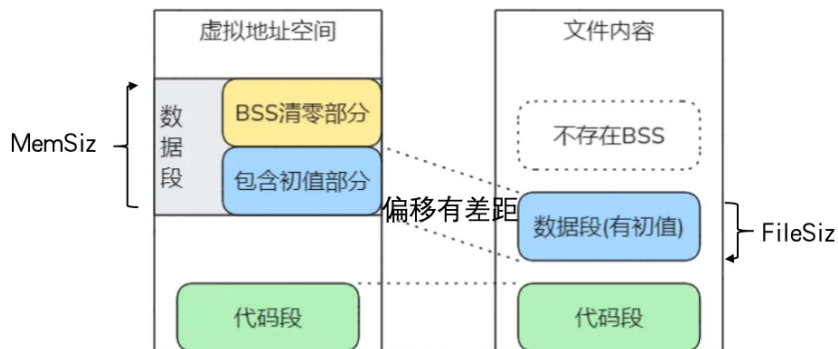 虚拟地址空间
文件内容
MemSiz
数据段
BSS清零部分
包含初值部分
不存在BSS
偏移有差距
数据段(有初值)
FileSiz
代码段
代码段